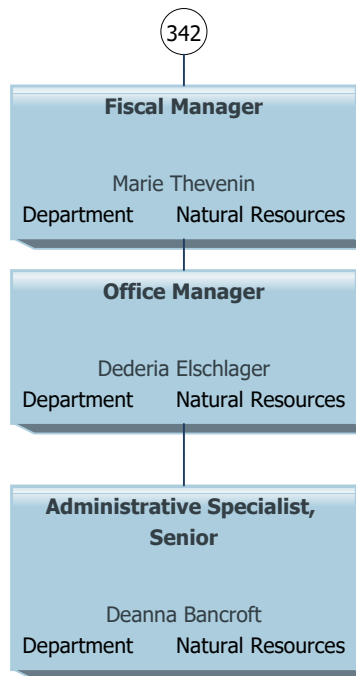 342
Fiscal Manager
Marie Thevenin
Department Natural Resources
Office Manager
Dederia Elschlager
Department Natural Resources
Administrative Specialist,
Senior
Deanna Bancroft
Department Natural Resources